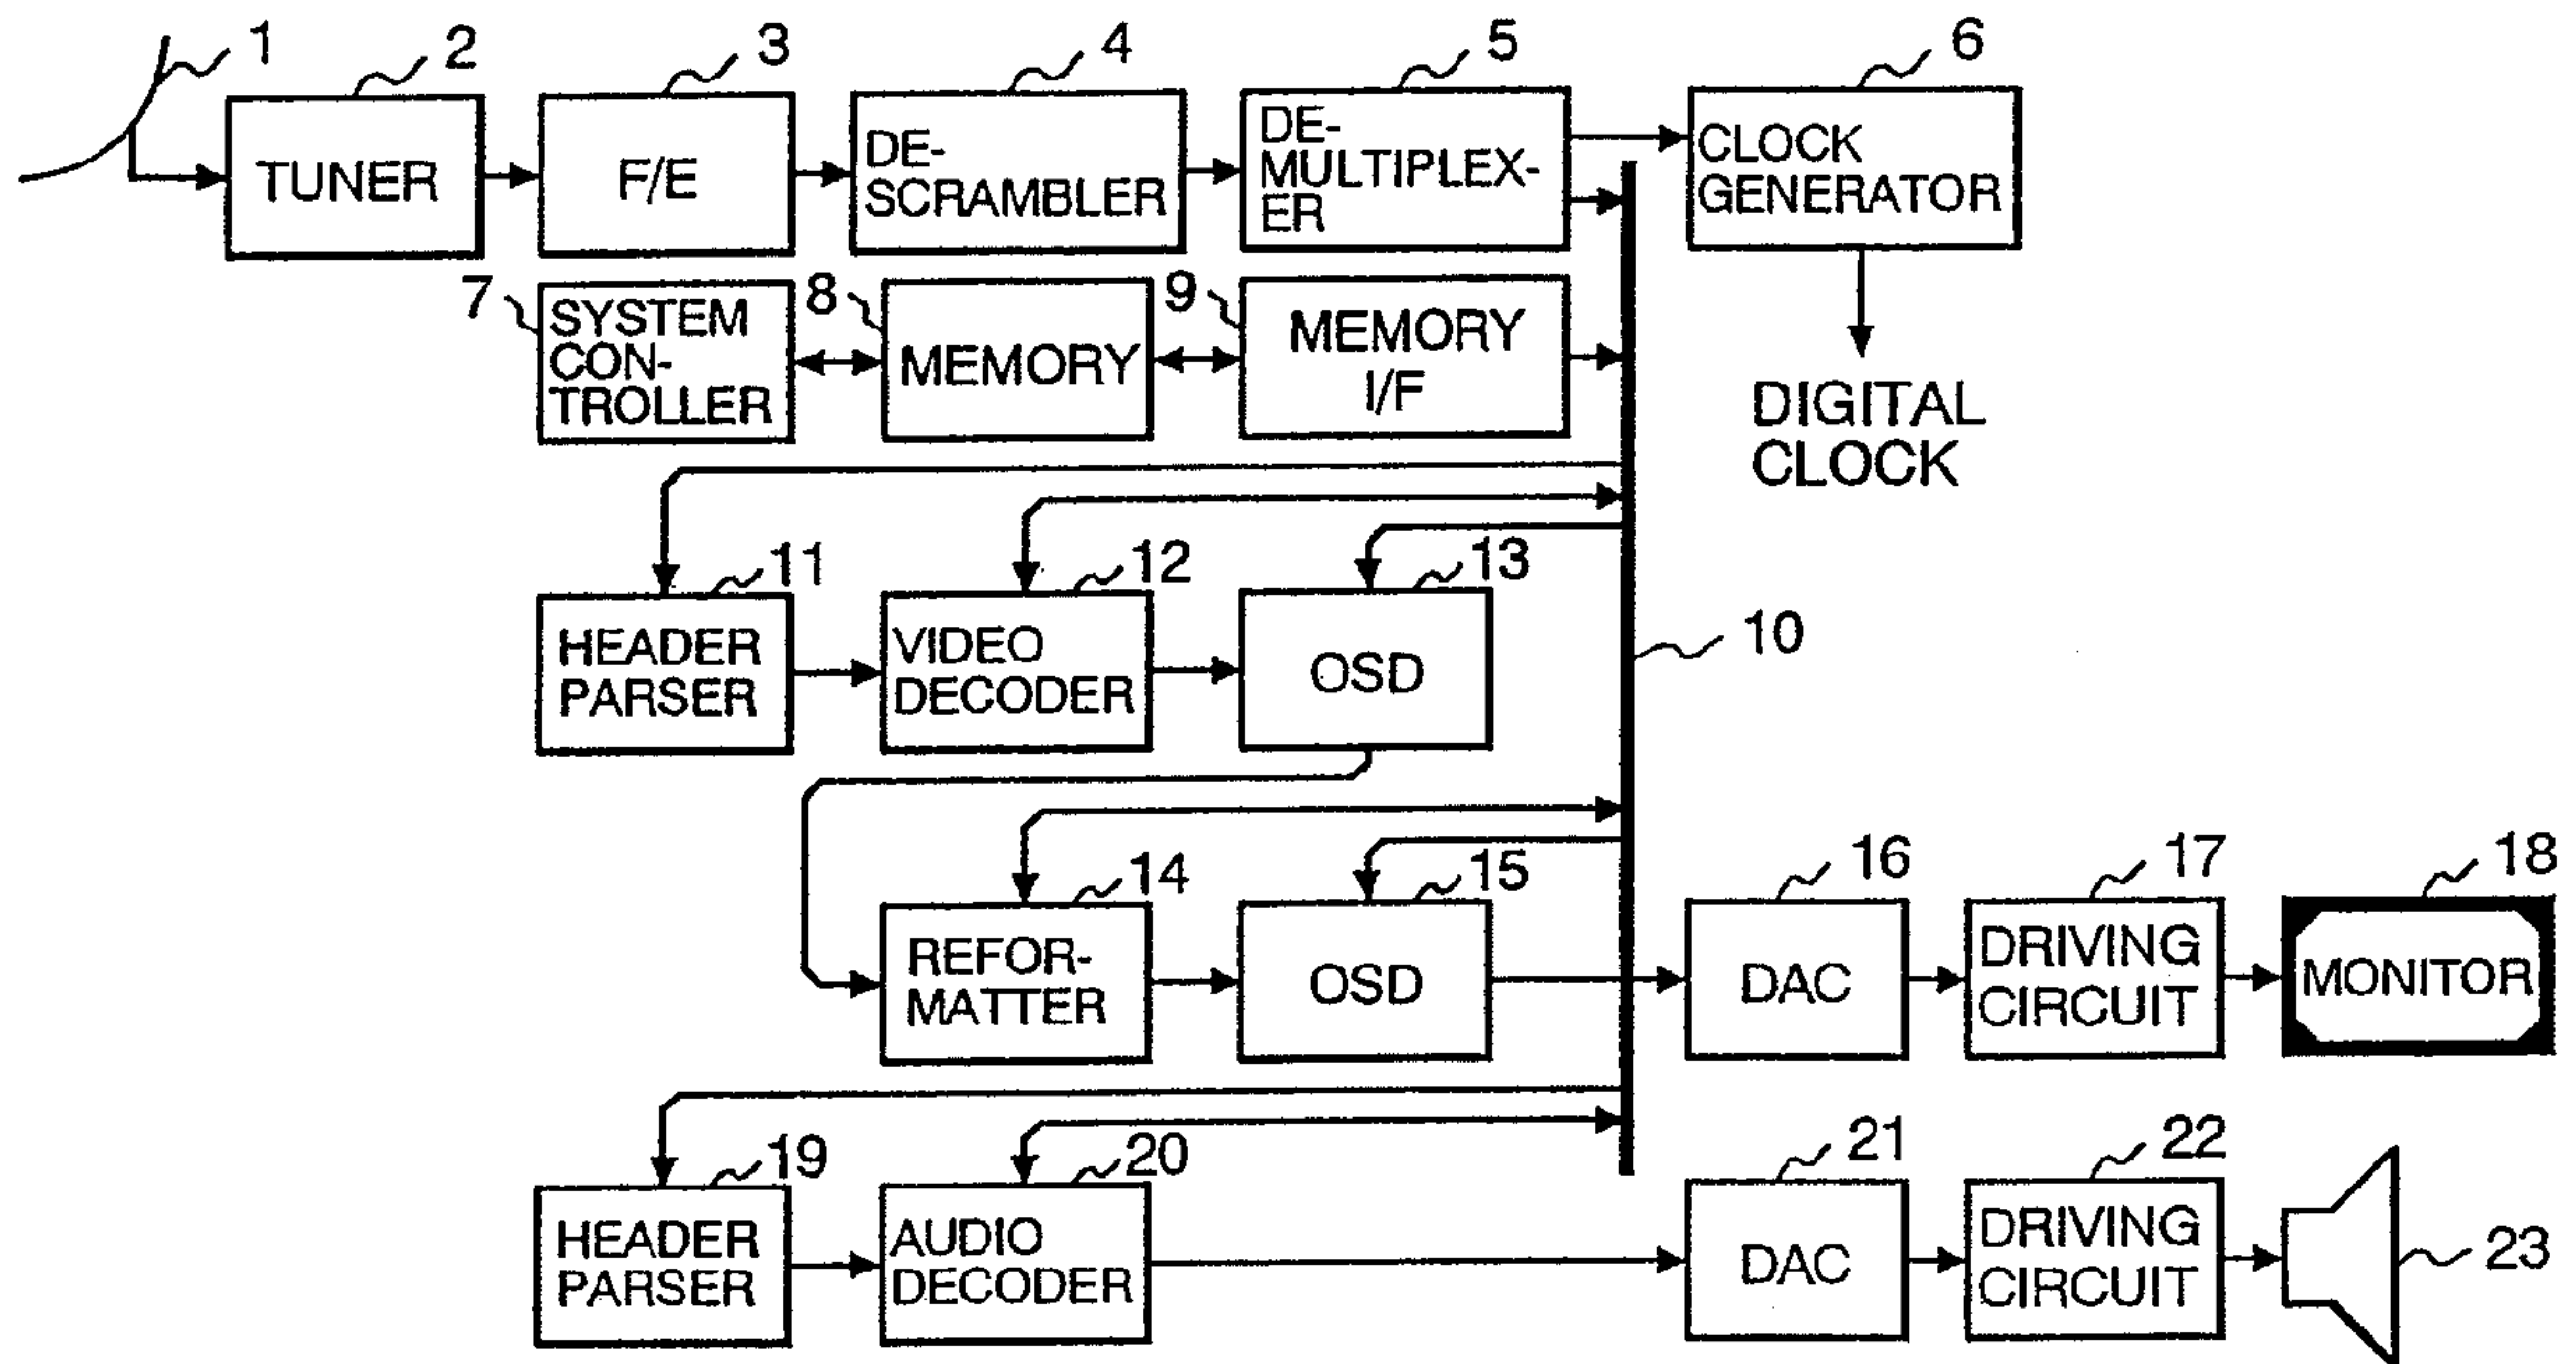 1
2
3
4
5
6
TUNER
F/E
DE-
SCRAMBLER
DE-
MULTIPLEX-
ER
CLOCK
GENERATOR
7
8
9
SYSTEM
CON-
TROLLER
MEMORY
MEMORY
I/F
DIGITAL
CLOCK
11
12
13
10
HEADER
PARSER
VIDEO
DECODER
OSD
14
15
16
17
18
REFOR-
MATTER
OSD
DAC
DRIVING
CIRCUIT
MONITOR
19
20
21
22
HEADER
PARSER
AUDIO
DECODER
DAC
DRIVING
CIRCUIT
23